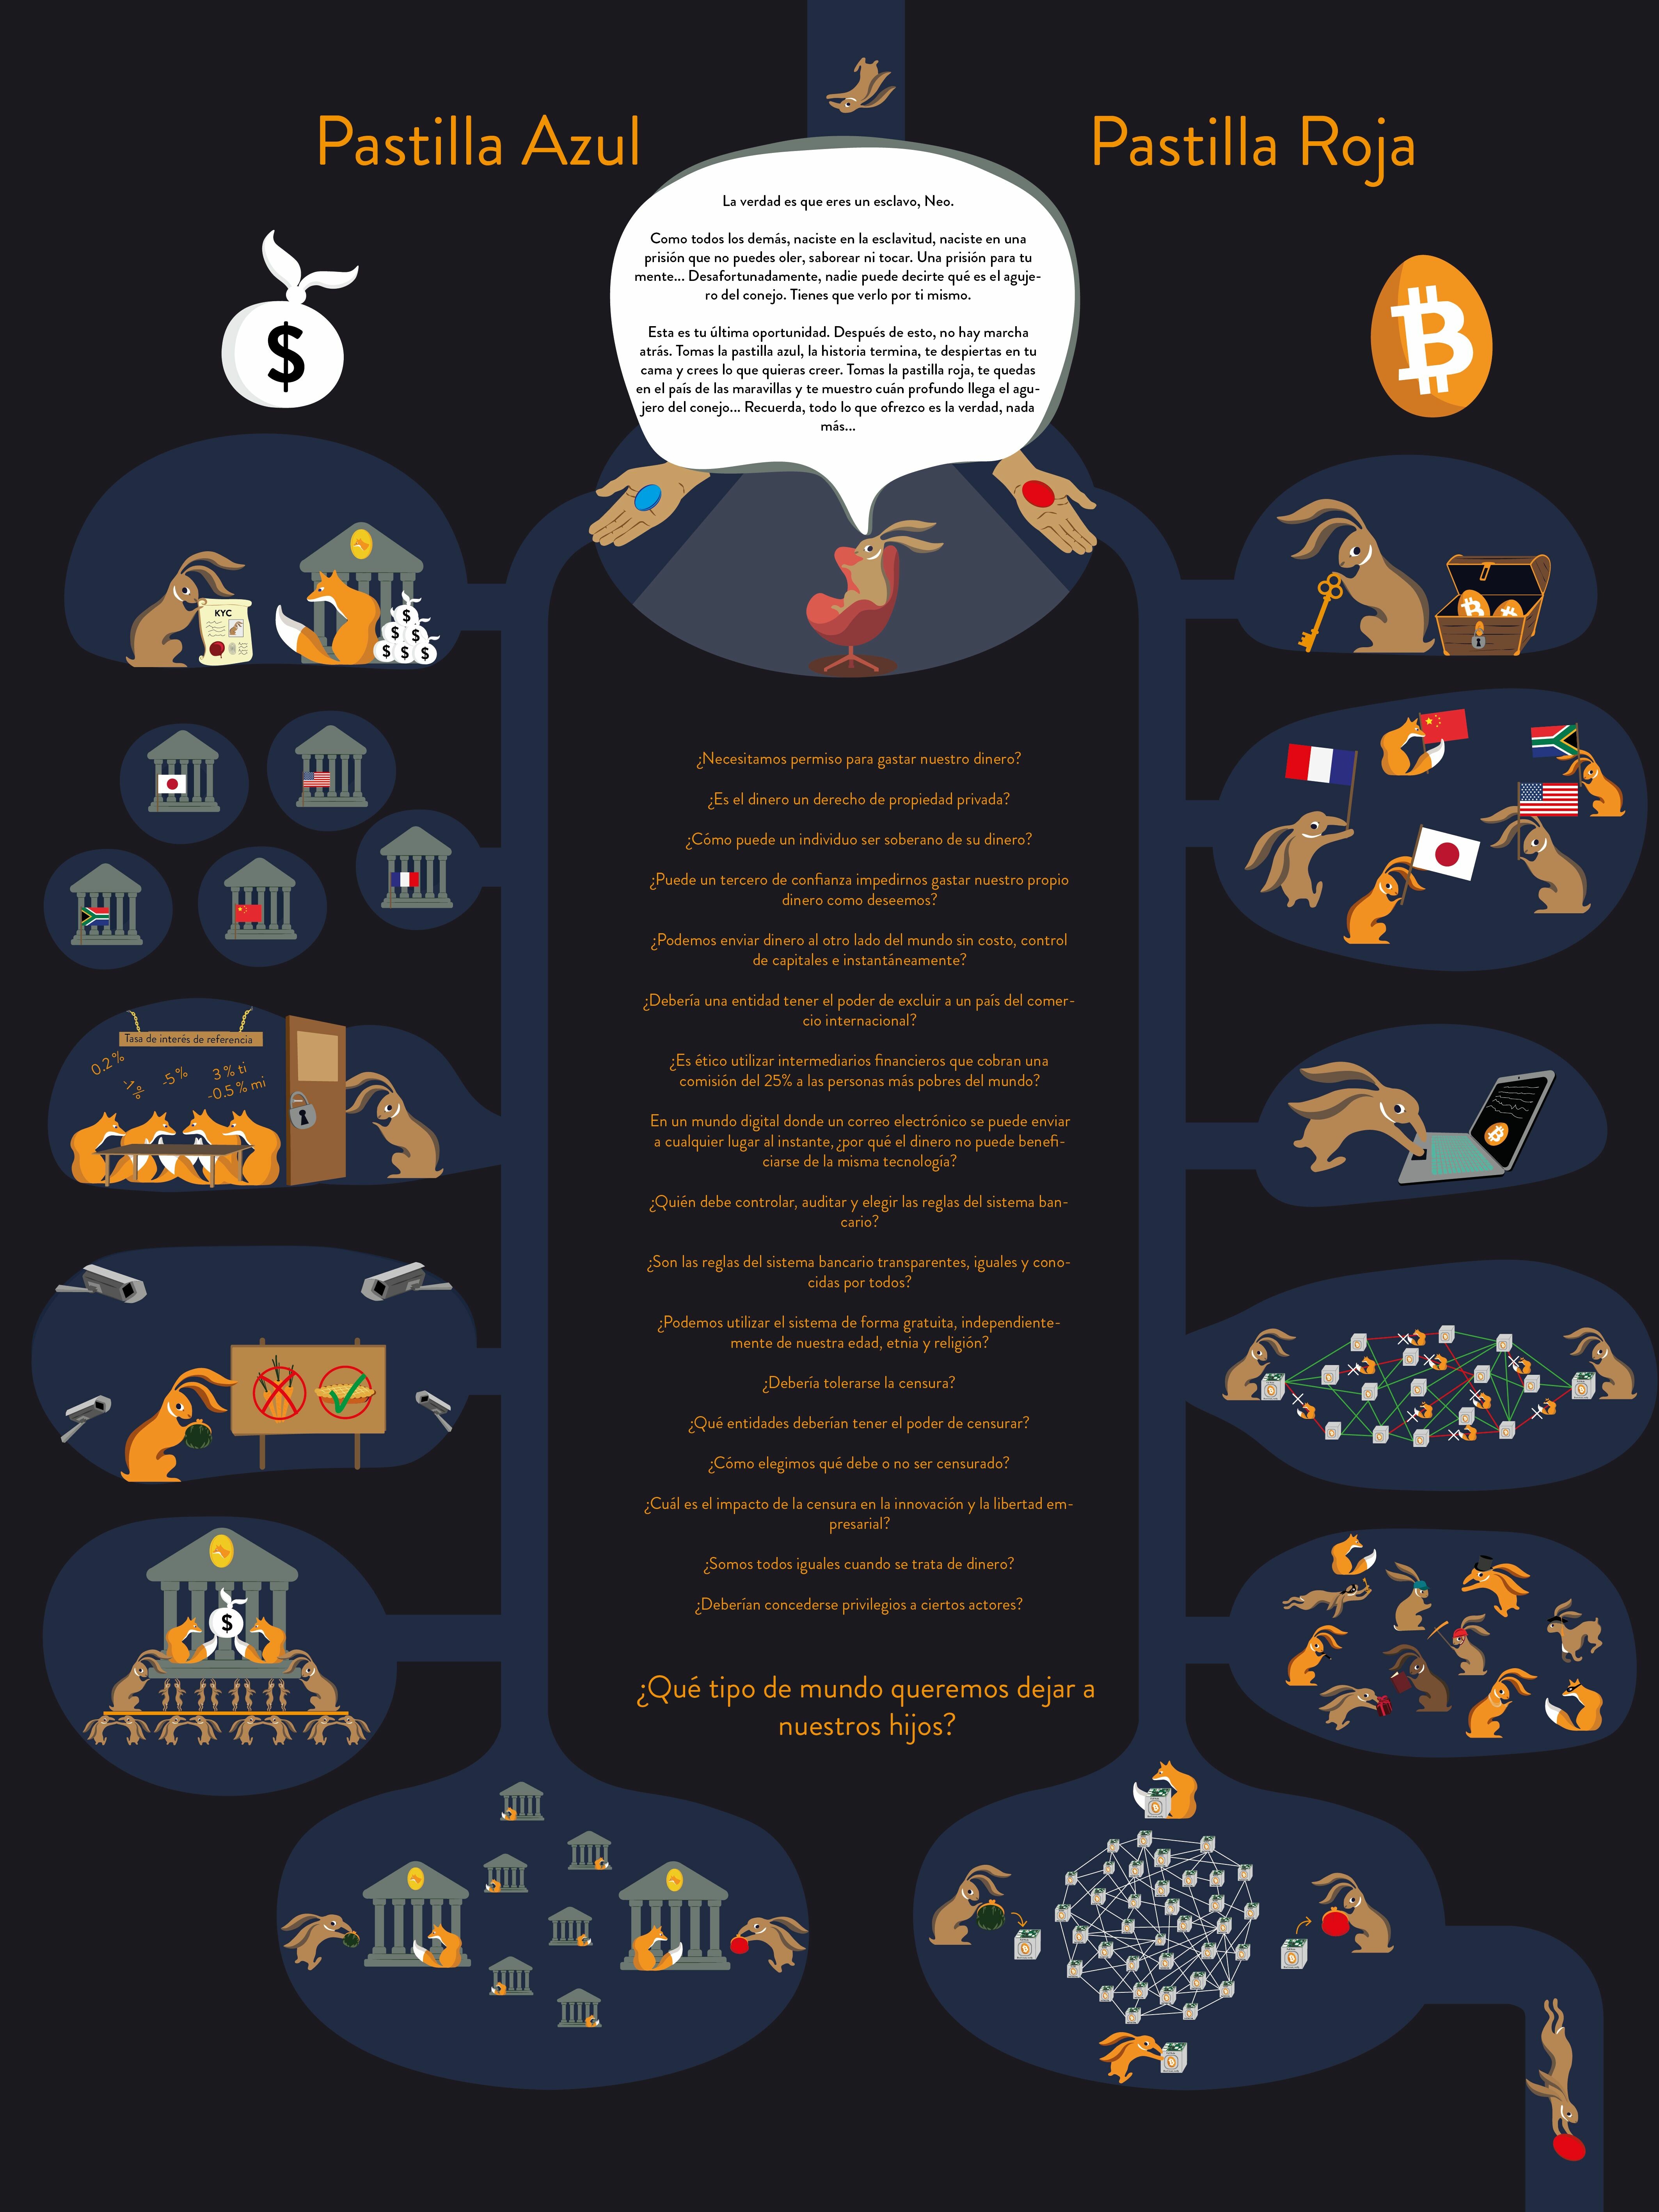 Pastilla Azul
Pastilla Roja
La verdad es que eres un esclavo, Neo.
Como todos los demás, naciste en la esclavitud, naciste en una
prisión que no puedes oler, saborear ni tocar. Una prisión para tu
mente... Desafortunadamente, nadie puede decirte qué es el aguje-
ro del conejo. Tienes que verlo por ti mismo.
Esta es tu última oportunidad. Después de esto, no hay marcha
atrás. Tomas la pastilla azul, la historia termina, te despiertas en tu
cama y crees lo que quieras creer. Tomas la pastilla roja, te quedas
en el país de las maravillas y te muestro cuán profundo llega el agu-
jero del conejo... Recuerda, todo lo que ofrezco es la verdad, nada
más...
$
₿
KYC
$
$ $
$ $ $
Tasa de interés de referencia
0.2%
-1%
-5%
3% ti
-0.5% mi
$
¿Necesitamos permiso para gastar nuestro dinero?
¿Es el dinero un derecho de propiedad privada?
¿Cómo puede un individuo ser soberano de su dinero?
¿Puede un tercero de confianza impedirnos gastar nuestro propio
dinero como deseemos?
¿Podemos enviar dinero al otro lado del mundo sin costo, control
de capitales e instantáneamente?
¿Debería una entidad tener el poder de excluir a un país del comer-
cio internacional?
¿Es ético utilizar intermediarios financieros que cobran una
comisión del 25% a las personas más pobres del mundo?
En un mundo digital donde un correo electrónico se puede enviar
a cualquier lugar al instante, ¿por qué el dinero no puede benefi-
ciarse de la misma tecnología?
¿Quién debe controlar, auditar y elegir las reglas del sistema ban-
cario?
¿Son las reglas del sistema bancario transparentes, iguales y cono-
cidas por todos?
¿Podemos utilizar el sistema de forma gratuita, independiente-
mente de nuestra edad, etnia y religión?
¿Debería tolerarse la censura?
¿Qué entidades deberían tener el poder de censurar?
¿Cómo elegimos qué debe o no ser censurado?
¿Cuál es el impacto de la censura en la innovación y la libertad em-
presarial?
¿Somos todos iguales cuando se trata de dinero?
¿Deberían concederse privilegios a ciertos actores?
¿Qué tipo de mundo queremos dejar a
nuestros hijos?